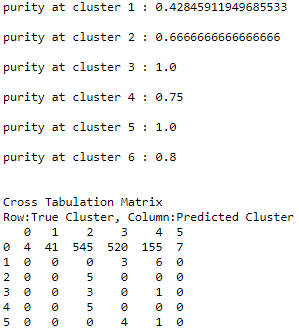 purity at cluster 1 : 0.42845911949685533
purity at cluster 2 : 0.6666666666666666
purity at cluster 3 : 1.0
purity at cluster 4 : 0.75
purity at cluster 5 : 1.0
purity at cluster 6 : 0.8
Cross Tabulation Matrix
Row:True Cluster, Column:Predicted Cluster
0 1 2 3 4 5
0 4 41 545 520 155 7
1 0 0 0 3 6 0
2 0 0 5 0 0 0
3 0 0 3 0 1 0
4 0 0 5 0 0 0
5 0 0 0 4 1 0